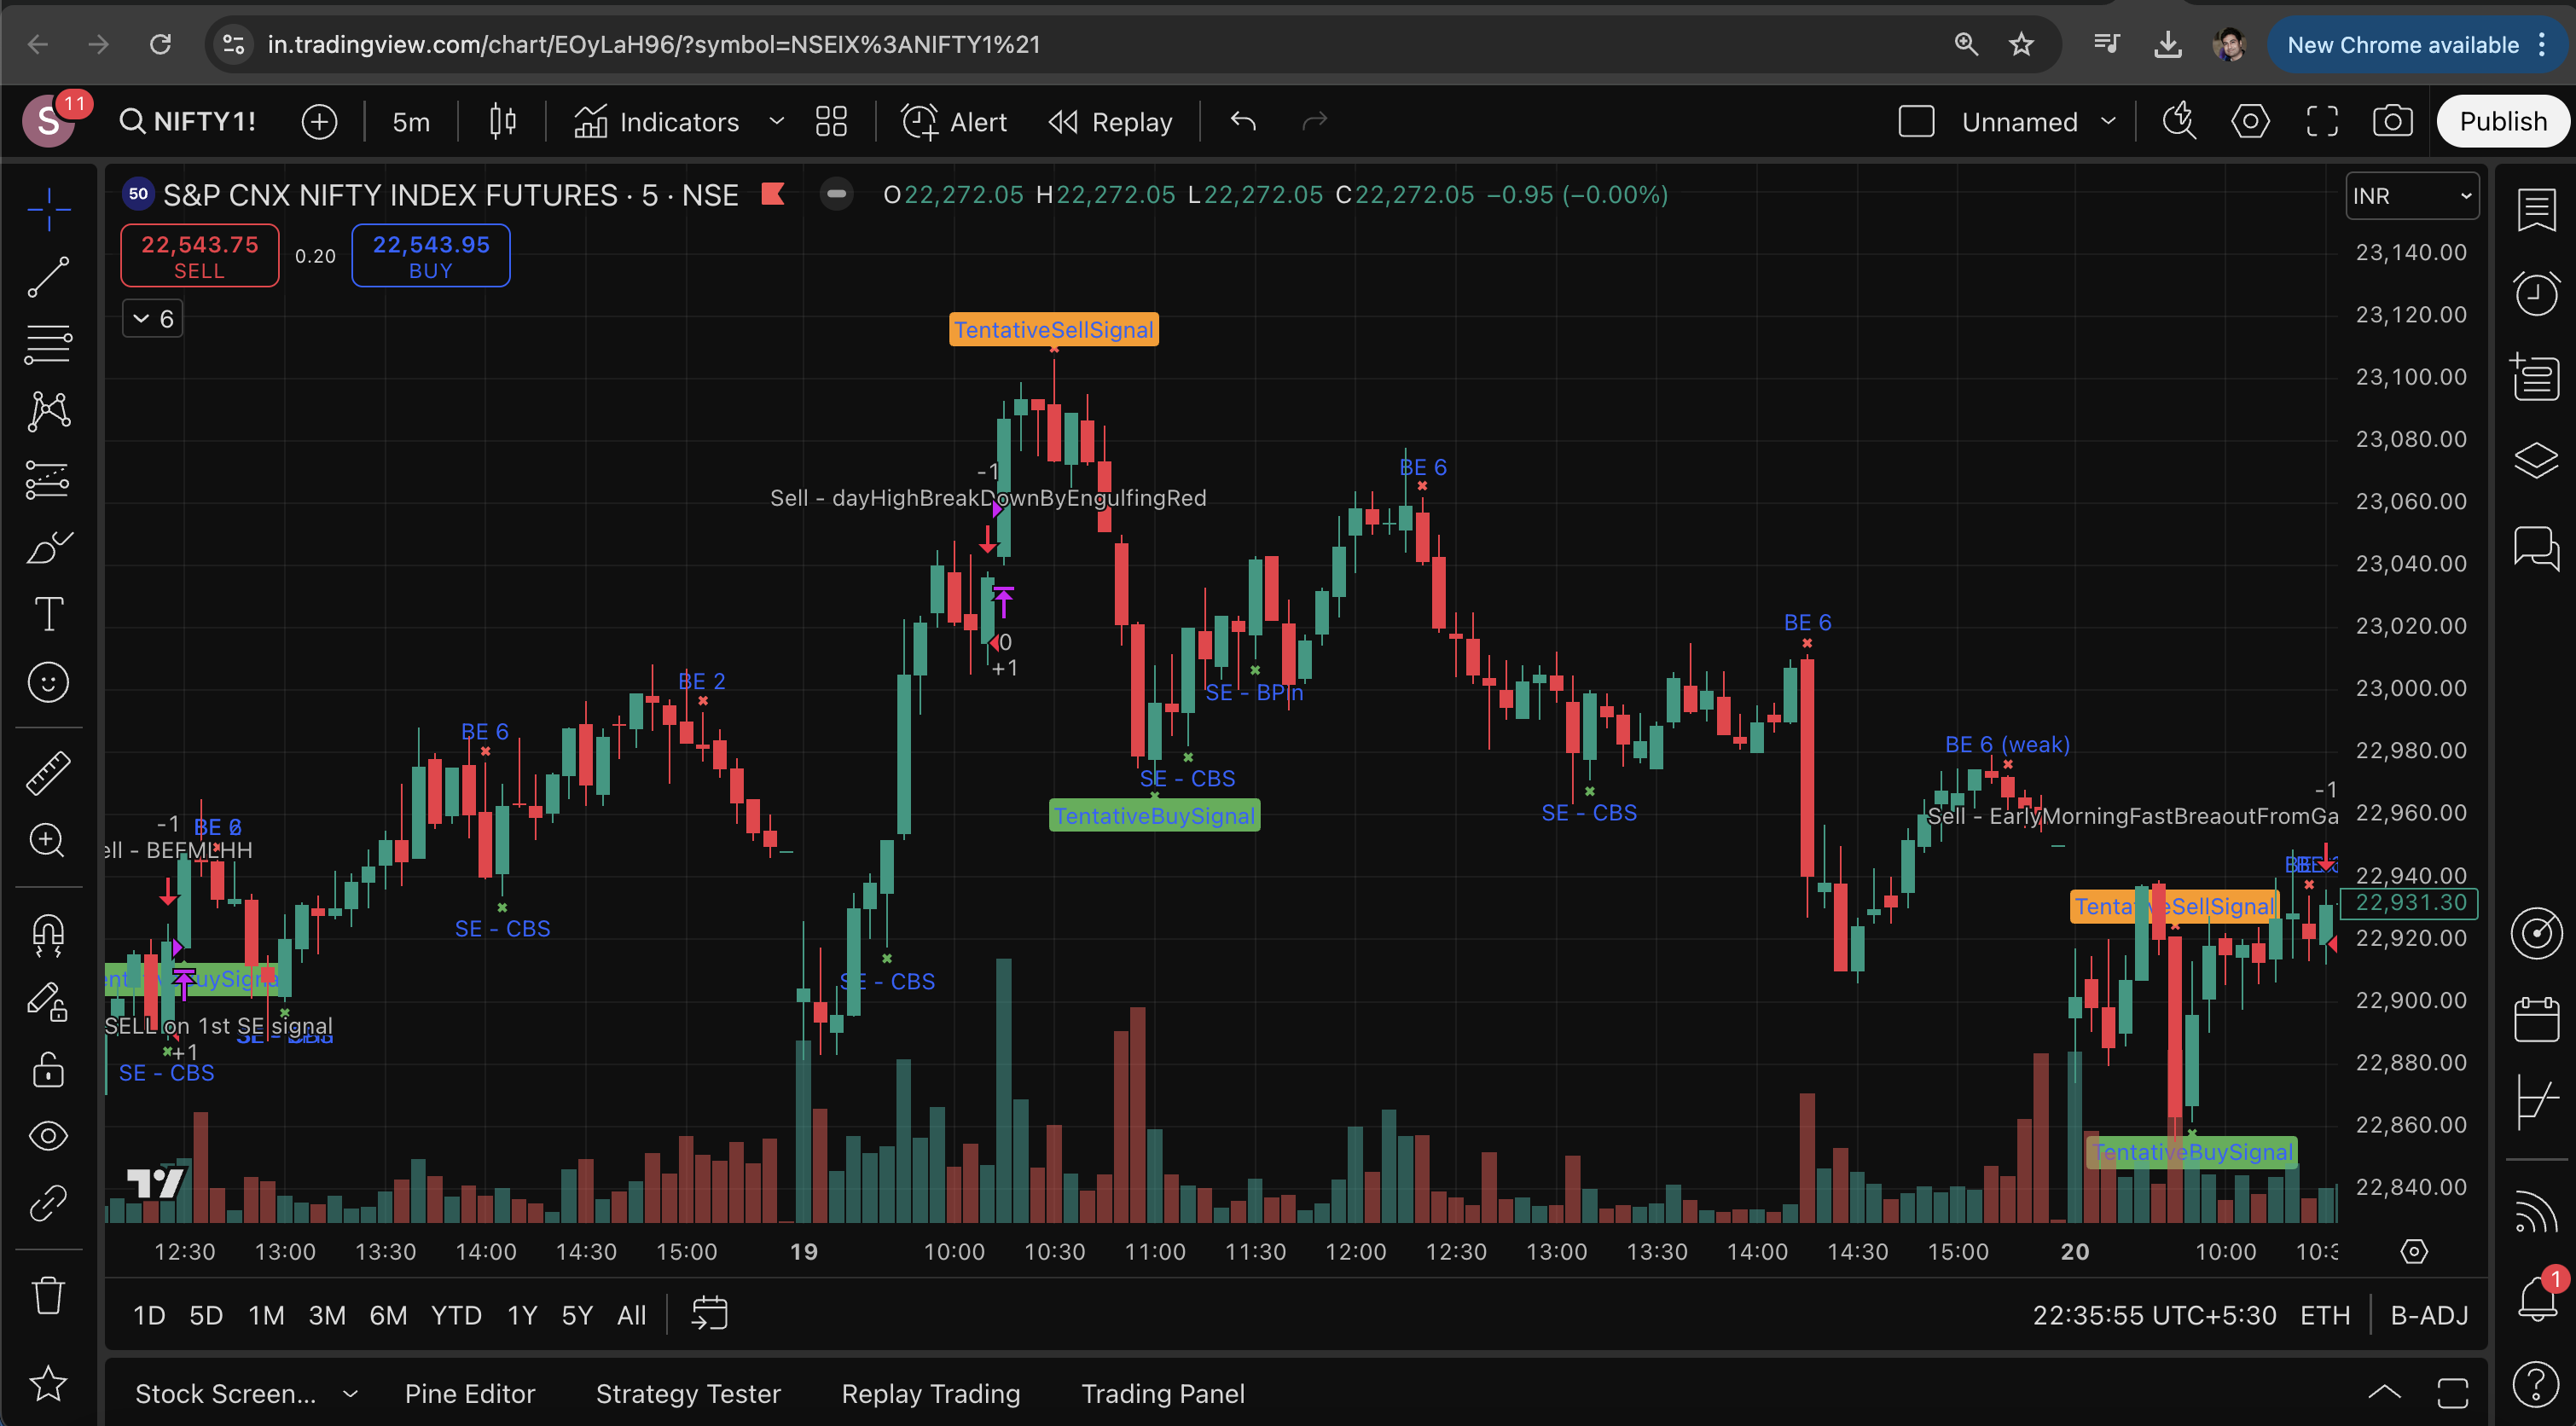 in.tradingview.com/chart/EOyLaH96/?symbol=NSEIX%3ANIFTY1%21
New Chrome available
S 11 NIFTY1! 5m Indicators Alert Replay Unnamed Publish
50 S&P CNX NIFTY INDEX FUTURES · 5 · NSE O22,272.05 H22,272.05 L22,272.05 C22,272.05 −0.95 (−0.00%) INR
22,543.75 SELL 0.20 22,543.95 BUY
6
23,140.00
23,120.00
23,100.00
23,080.00
23,060.00
23,040.00
23,020.00
23,000.00
22,980.00
22,960.00
22,940.00
22,931.30
22,920.00
22,900.00
22,880.00
22,860.00
22,840.00
TentativeSellSignal
-1
Sell - dayHighBreakDownByEngulfingRed
0
+1
BE 6
BE 6
BE 2
BE 6
SE - BPin
SE - CBS
TentativeBuySignal
SE - CBS
BE 6 (weak)
-1
Sell - EarlyMorningFastBreaoutFromGa
-1
BE 6
ell - BEFMLHH
SE - CBS
SE - CBS
entativeBuySignal
SELL on 1st SE signal
+1
SE - CBS
TentativeSellSignal
TentativeBuySignal
12:30 13:00 13:30 14:00 14:30 15:00 19 10:00 10:30 11:00 11:30 12:00 12:30 13:00 13:30 14:00 14:30 15:00 20 10:00 10:3
1D 5D 1M 3M 6M YTD 1Y 5Y All 22:35:55 UTC+5:30 ETH B-ADJ
1
Stock Screen... Pine Editor Strategy Tester Replay Trading Trading Panel